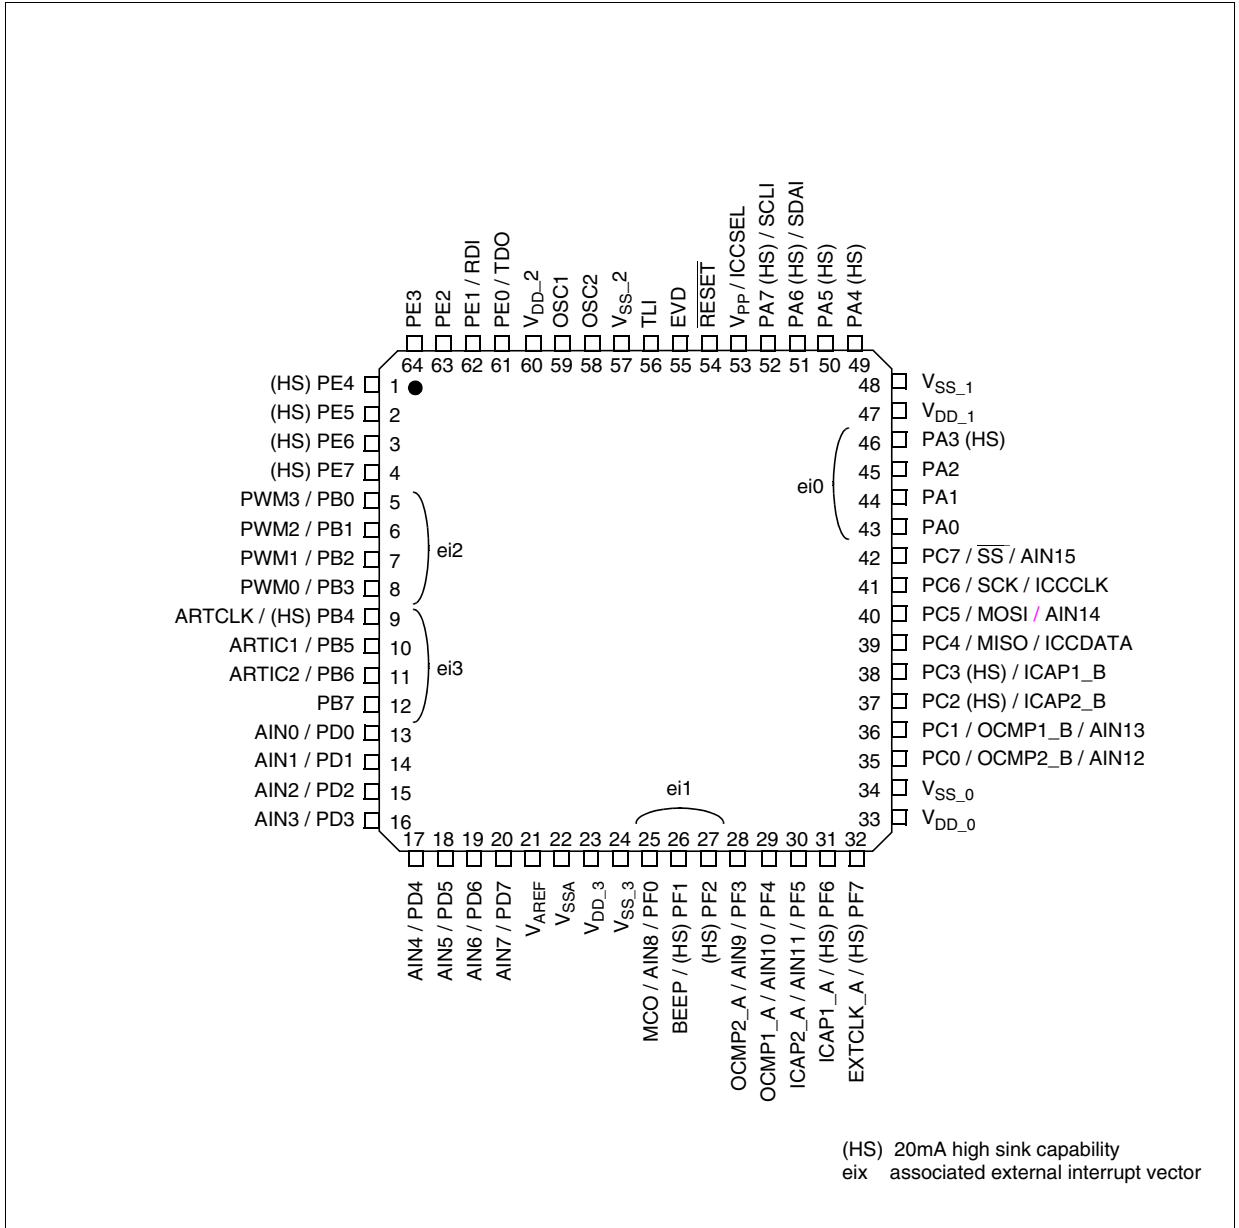 PE3
PE2
PE1 / RDI
PE0 / TDO
VDD_2
OSC1
OSC2
VSS_2
TLI
EVD
RESET
VPP / ICCSEL
PA7 (HS) / SCLI
PA6 (HS) / SDAI
PA5 (HS)
PA4 (HS)
64 63 62 61 60 59 58 57 56 55 54 53 52 51 50 49
(HS) PE4 1
(HS) PE5 2
(HS) PE6 3
(HS) PE7 4
PWM3 / PB0 5
PWM2 / PB1 6
PWM1 / PB2 7
PWM0 / PB3 8
ei2
ARTCLK / (HS) PB4 9
ARTIC1 / PB5 10
ARTIC2 / PB6 11
PB7 12
ei3
AIN0 / PD0 13
AIN1 / PD1 14
AIN2 / PD2 15
AIN3 / PD3 16
48 VSS_1
47 VDD_1
46 PA3 (HS)
45 PA2
ei0
44 PA1
43 PA0
42 PC7 / SS / AIN15
41 PC6 / SCK / ICCCLK
40 PC5 / MOSI / AIN14
39 PC4 / MISO / ICCDATA
38 PC3 (HS) / ICAP1_B
37 PC2 (HS) / ICAP2_B
36 PC1 / OCMP1_B / AIN13
35 PC0 / OCMP2_B / AIN12
34 VSS_0
33 VDD_0
ei1
17 18 19 20 21 22 23 24 25 26 27 28 29 30 31 32
AIN4 / PD4
AIN5 / PD5
AIN6 / PD6
AIN7 / PD7
VAREF
VSSA
VDD_3
VSS_3
MCO / AIN8 / PF0
BEEP / (HS) PF1
(HS) PF2
OCMP2_A / AIN9 / PF3
OCMP1_A / AIN10 / PF4
ICAP2_A / AIN11 / PF5
ICAP1_A / (HS) PF6
EXTCLK_A / (HS) PF7
(HS) 20mA high sink capability
eix associated external interrupt vector